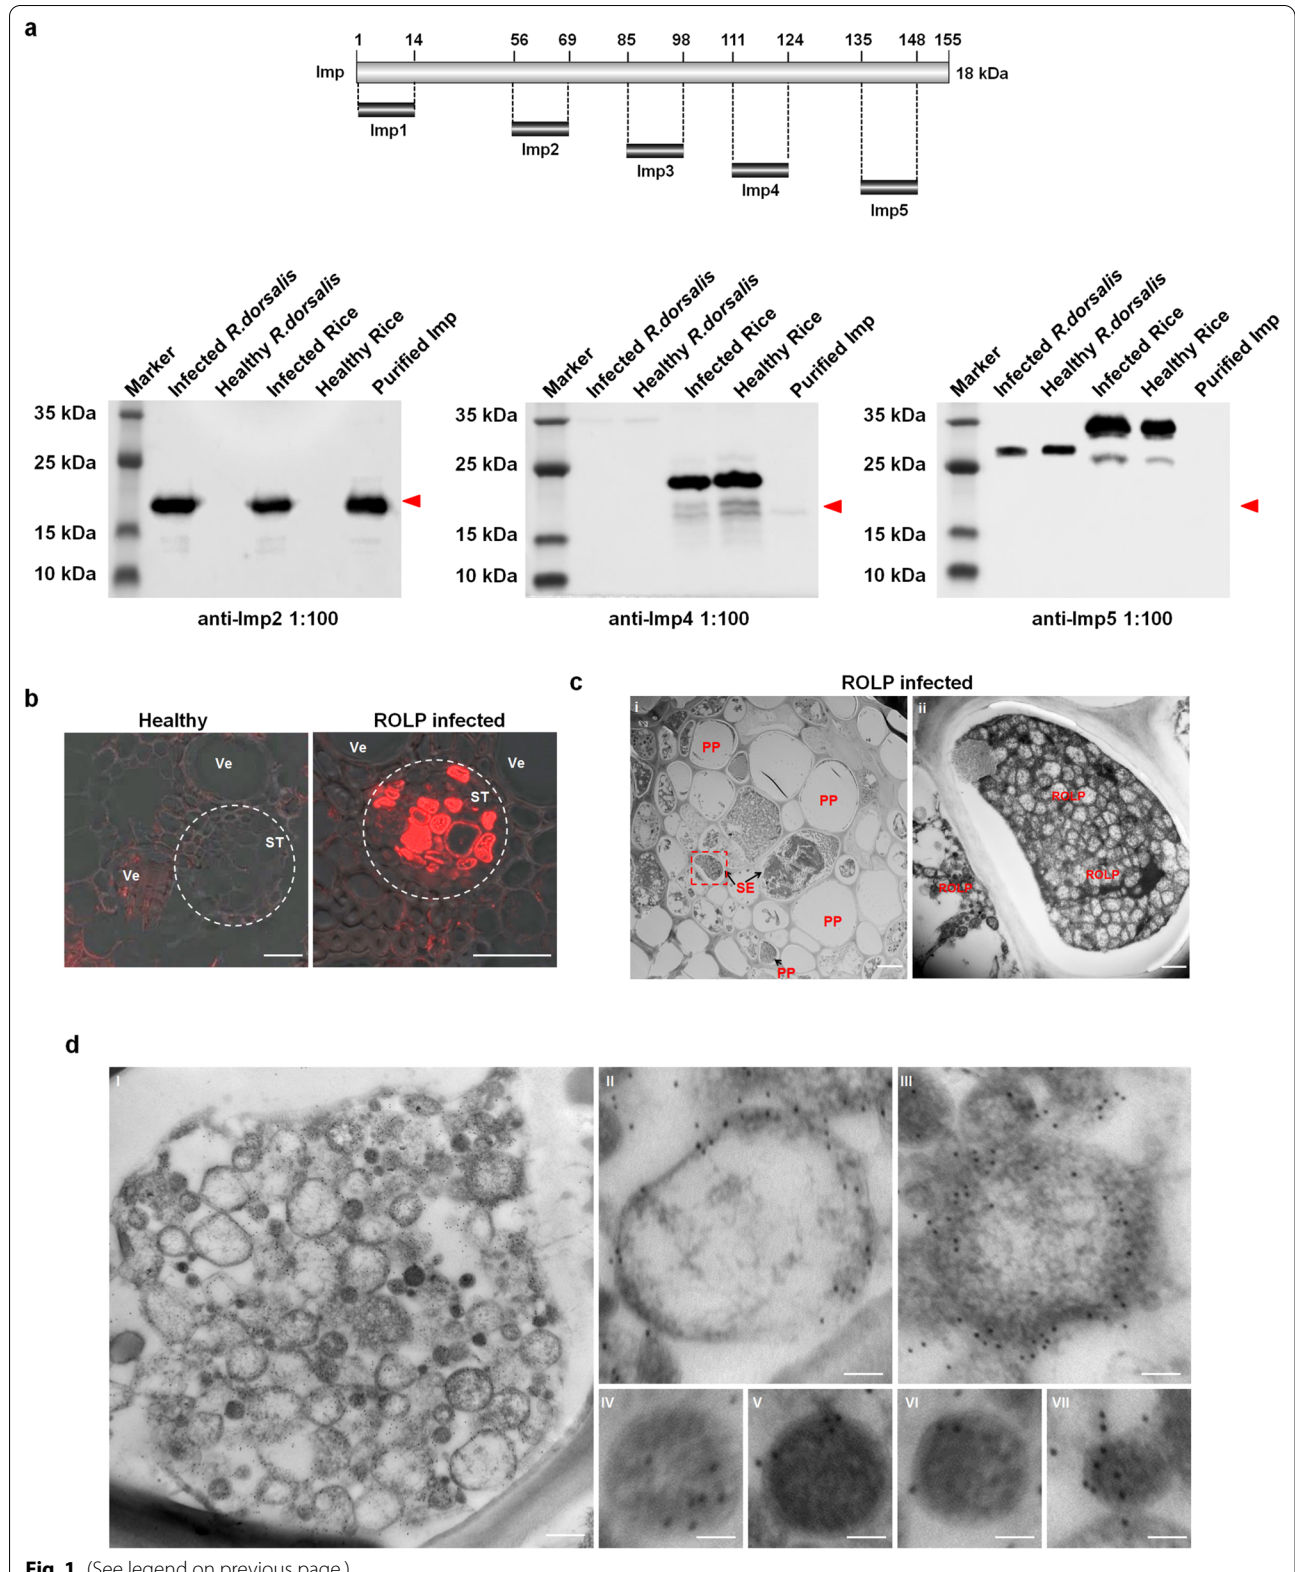 a
1 14 56 69 85 98 111 124 135 148 155
Imp 18 kDa
Imp1
Imp2
Imp3
Imp4
Imp5
Marker
Infected R.dorsalis
Healthy R.dorsalis
Infected Rice
Healthy Rice
Purified Imp
35 kDa
25 kDa
15 kDa
10 kDa
anti-Imp2 1:100
Marker
Infected R.dorsalis
Healthy R.dorsalis
Infected Rice
Healthy Rice
Purified Imp
35 kDa
25 kDa
15 kDa
10 kDa
anti-Imp4 1:100
Marker
Infected R.dorsalis
Healthy R.dorsalis
Infected Rice
Healthy Rice
Purified Imp
35 kDa
25 kDa
15 kDa
10 kDa
anti-Imp5 1:100
b
Healthy
Ve
ST
Ve
ROLP infected
Ve
Ve
ST
c
ROLP infected
i
PP
PP
SE
PP
PP
ii
ROLP
ROLP
ROLP
d
I
II
III
IV
V
VI
VII
Fig. 1 (See legend on previous page.)